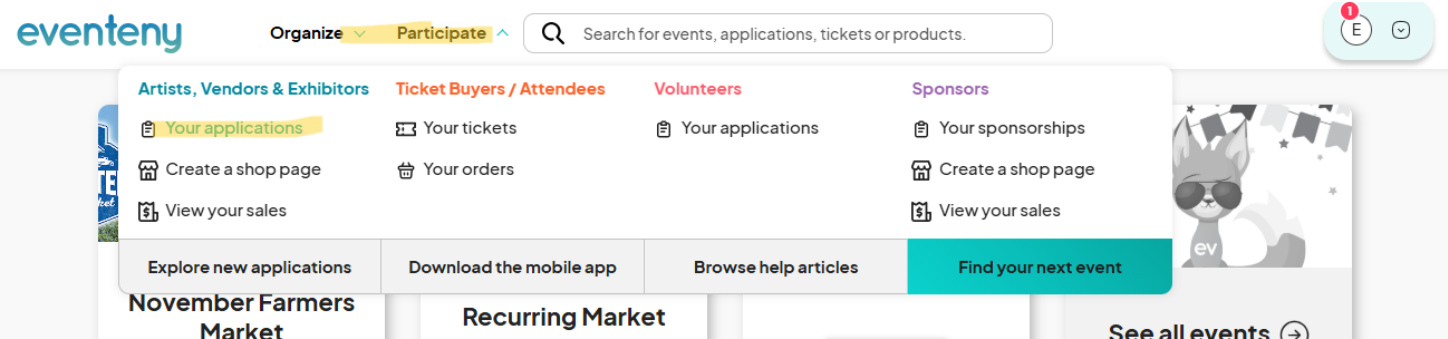 eventeny
Organize
Participate
Search for events, applications, tickets or products.
1
E
Artists, Vendors & Exhibitors
Your applications
Create a shop page
View your sales
Ticket Buyers / Attendees
Your tickets
Your orders
Volunteers
Your applications
Sponsors
Your sponsorships
Create a shop page
View your sales
Explore new applications
Download the mobile app
Browse help articles
Find your next event
November Farmers
Market
Recurring Market
ev
See all events